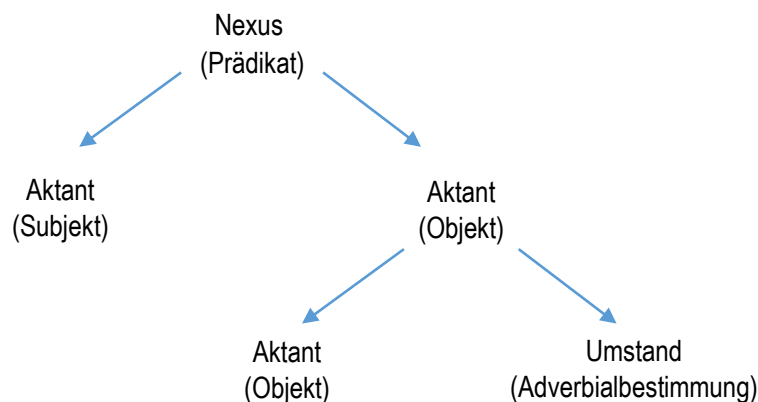 Nexus
(Prädikat)
Aktant
(Subjekt)
Aktant
(Objekt)
Aktant
(Objekt)
Umstand
(Adverbialbestimmung)